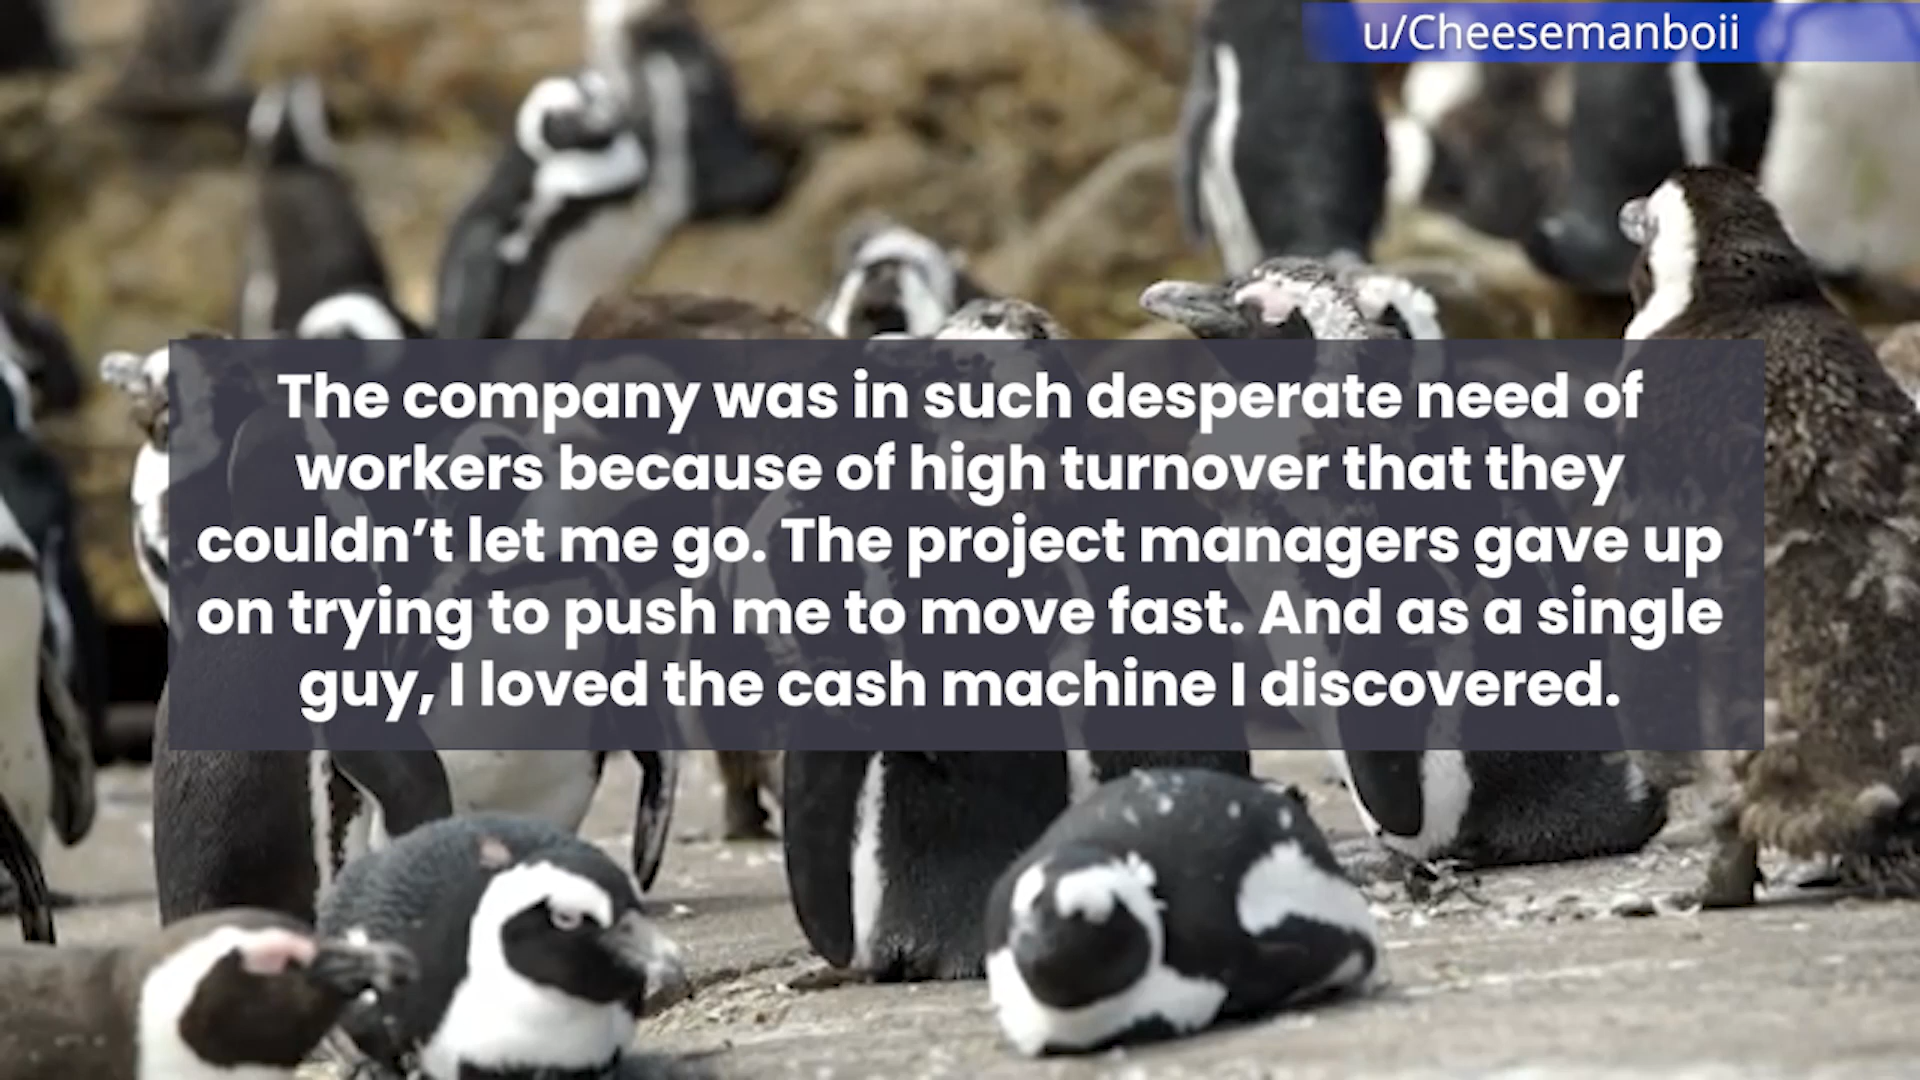 u/Cheesemanboii
The company was in such desperate need of
workers because of high turnover that they
couldn’t let me go. The project managers gave up
on trying to push me to move fast. And as a single
guy, I loved the cash machine I discovered.